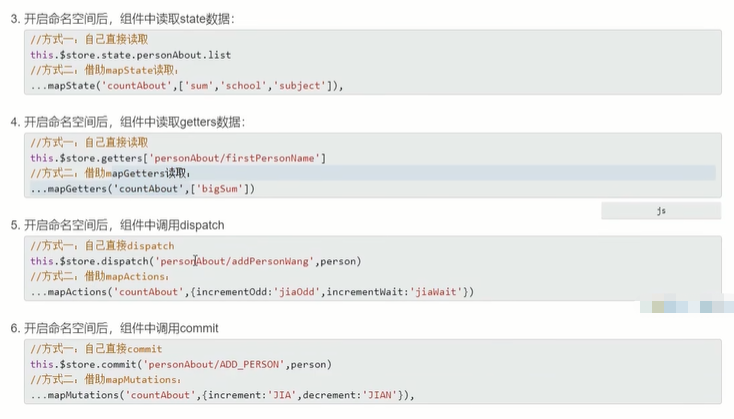 3. 开启命名空间后，组件中读取state数据：
//方式一：自己直接读取
this.$store.state.personAbout.list
//方式二：借助mapState读取：
...mapState('countAbout',['sum','school','subject']),
4. 开启命名空间后，组件中读取getters数据：
//方式一：自己直接读取
this.$store.getters['personAbout/firstPersonName']
//方式二：借助mapGetters读取：
...mapGetters('countAbout',['bigSum'])
js
5. 开启命名空间后，组件中调用dispatch
//方式一：自己直接dispatch
this.$store.dispatch('personAbout/addPersonWang',person)
//方式二：借助mapActions：
...mapActions('countAbout',{incrementOdd:'jiaOdd',incrementWait:'jiaWait'})
6. 开启命名空间后，组件中调用commit
//方式一：自己直接commit
this.$store.commit('personAbout/ADD_PERSON',person)
//方式二：借助mapMutations：
...mapMutations('countAbout',{increment:'JIA',decrement:'JIAN'}),